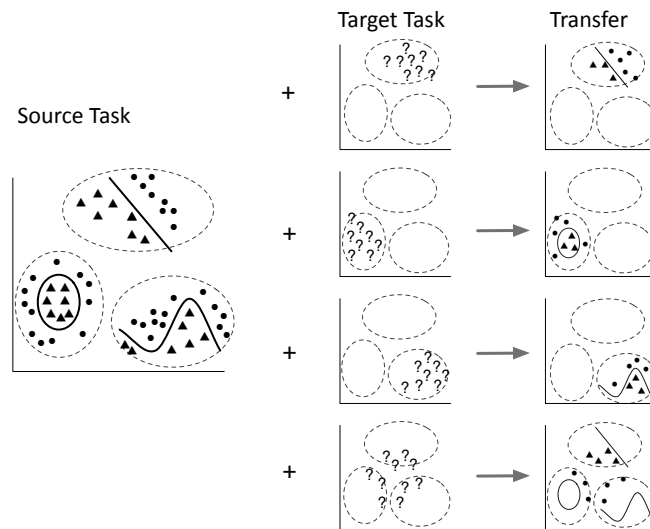 Target Task Transfer
Source Task
+
? ? ? ? ? ? ? ? ? ?
+
? ? ? ? ? ? ? ? ?
+
? ? ? ? ? ? ? ? ?
+
? ? ? ? ? ? ? ? ? ? ? ?